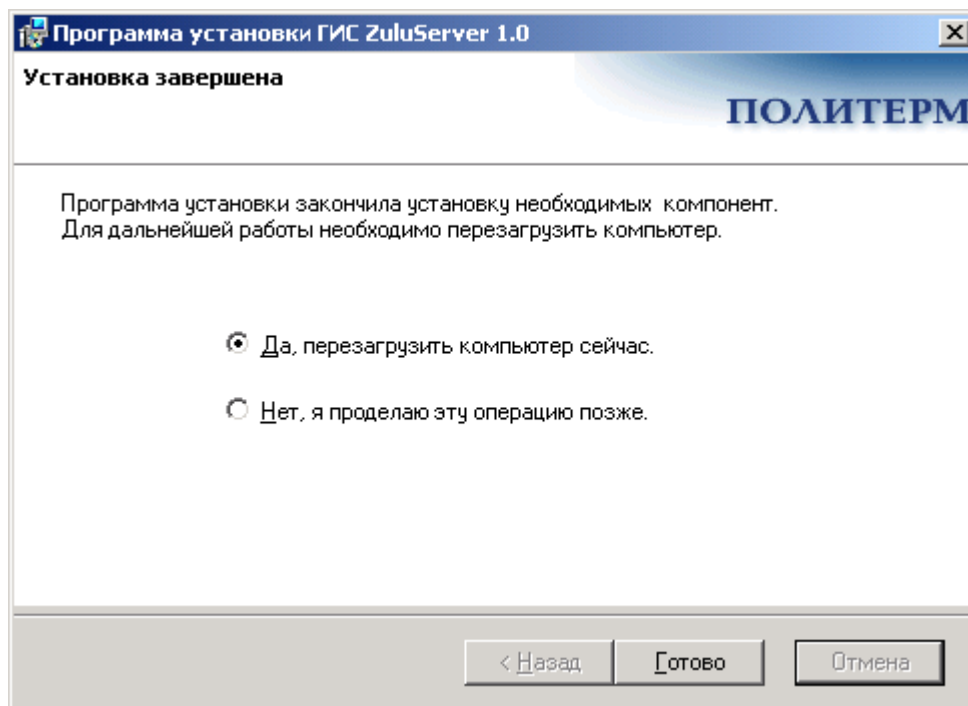 Программа установки ГИС ZuluServer 1.0
Установка завершена
ПОЛИТЕРМ
Программа установки закончила установку необходимых компонент.
Для дальнейшей работы необходимо перезагрузить компьютер.
Да, перезагрузить компьютер сейчас.
Нет, я проделаю эту операцию позже.
< Назад
Готово
Отмена